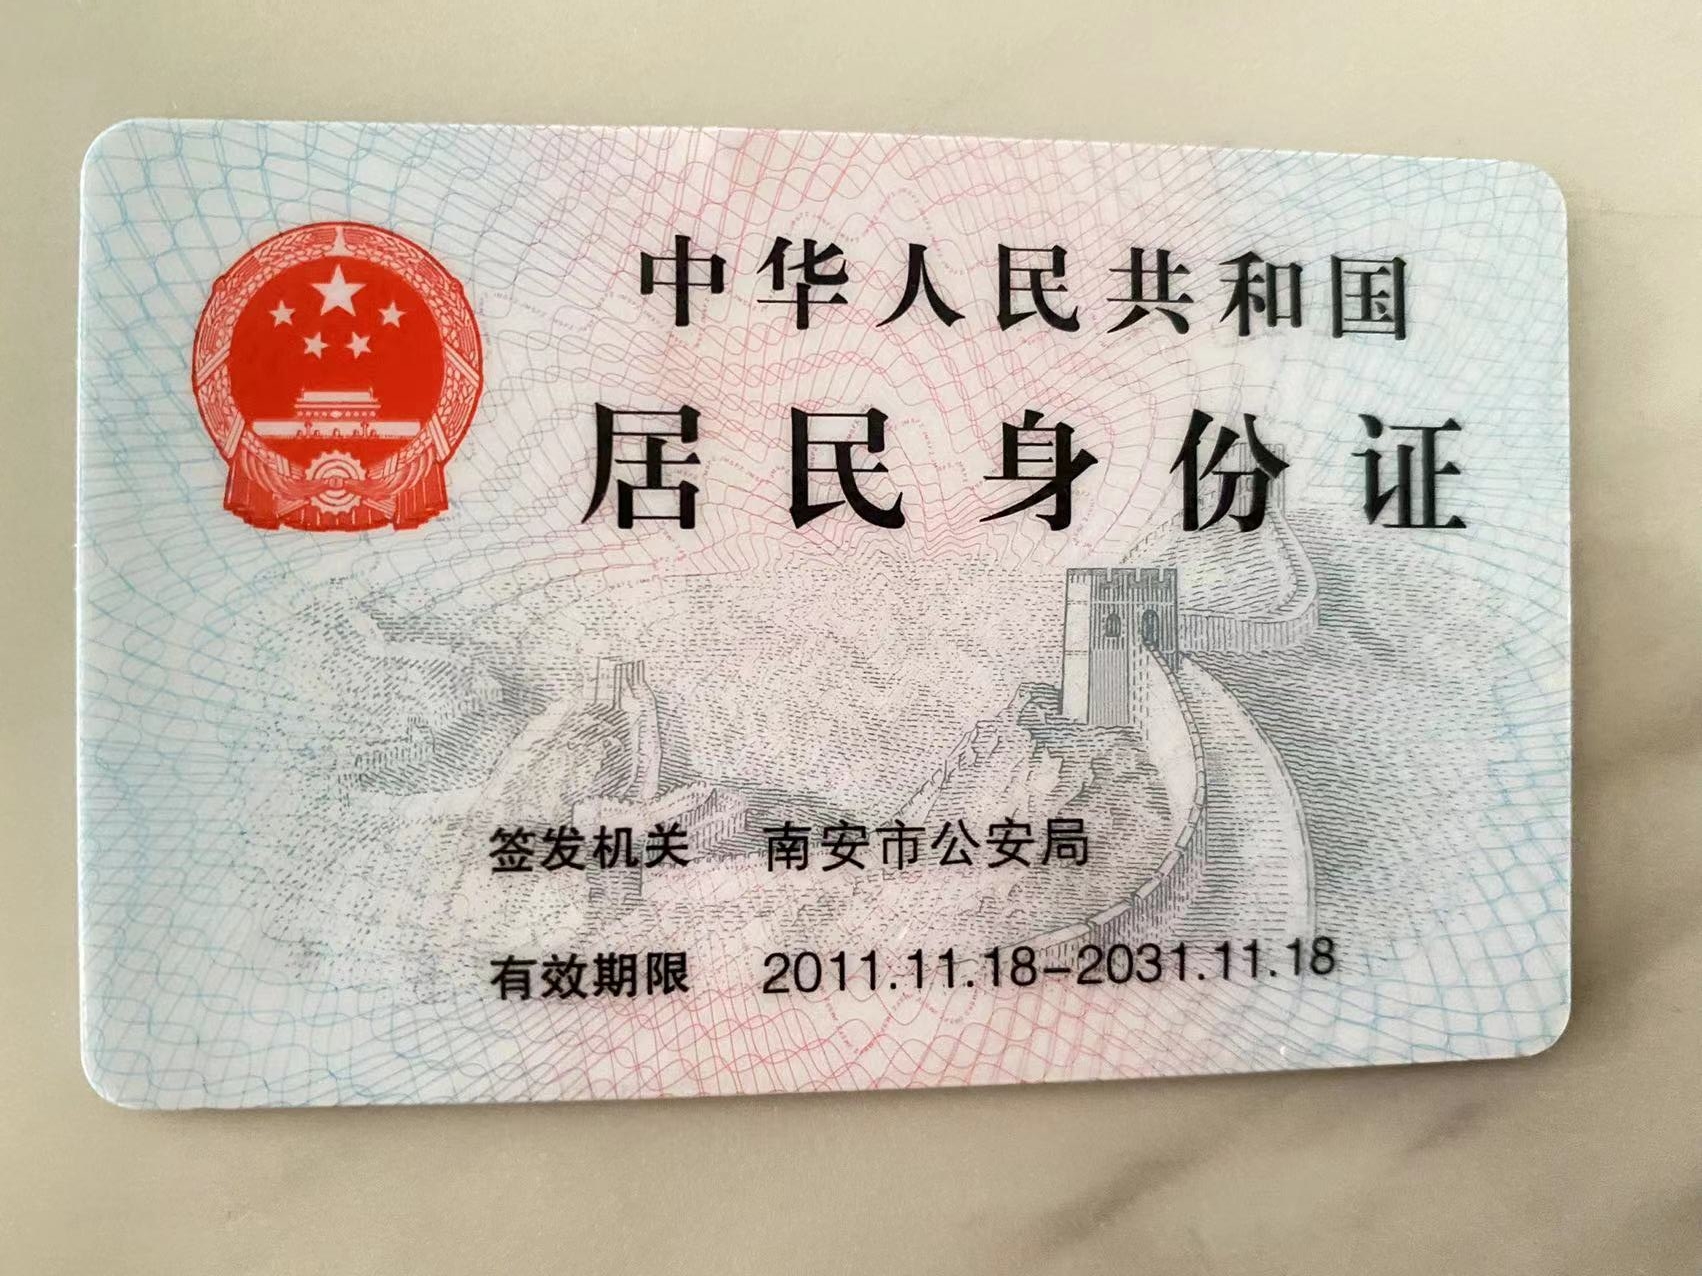 中华人民共和国
居民身份证
签发机关 南安市公安局
有效期限 2011.11.18-2031.11.18